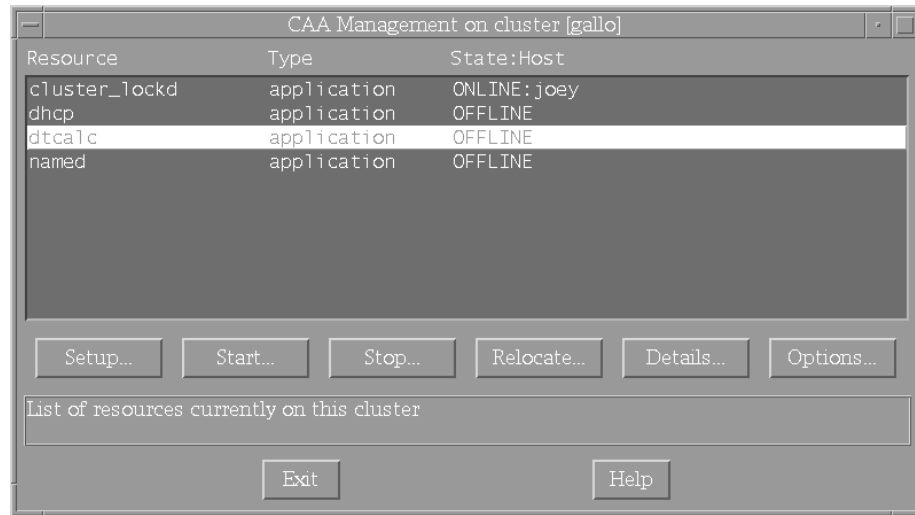 CAA Management on cluster [gallo]
Resource Type State:Host
cluster_lockd application ONLINE:joey
dhcp application OFFLINE
dtcalc application OFFLINE
named application OFFLINE
Setup... Start... Stop... Relocate... Details... Options...
List of resources currently on this cluster
Exit Help